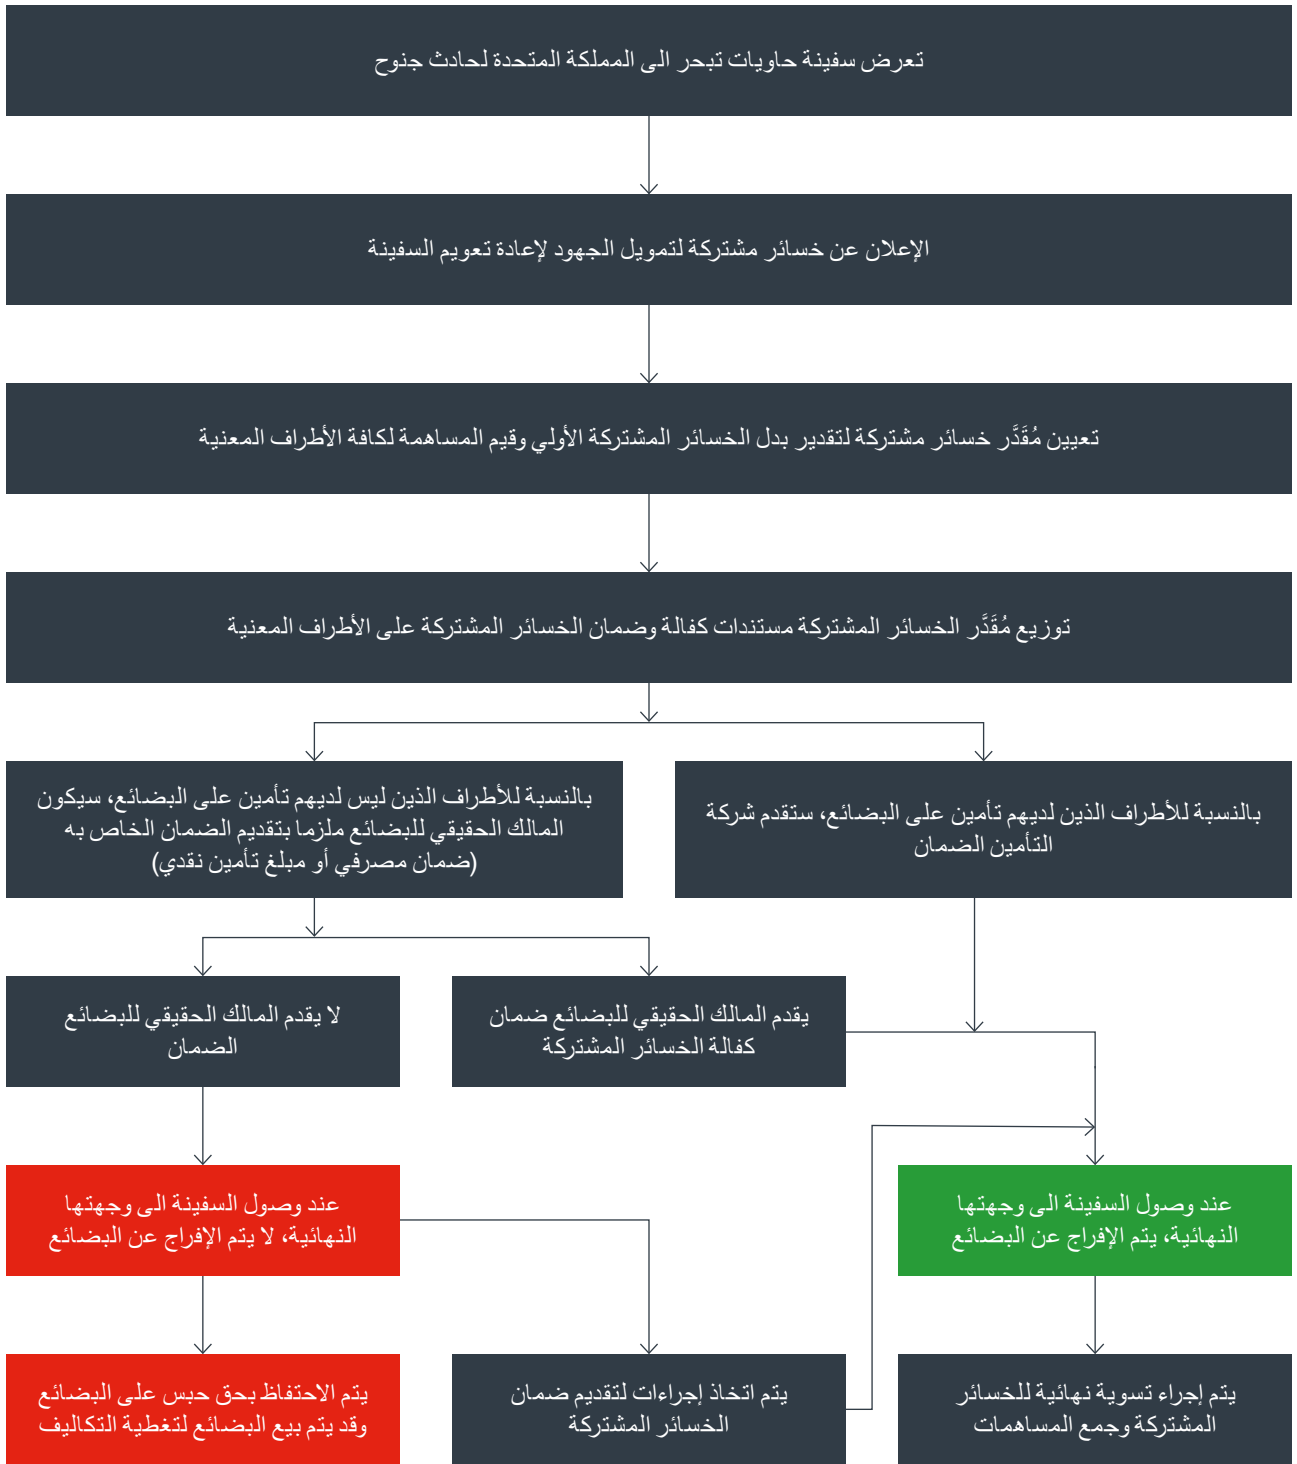 تعرض سفينة حاويات تبحر الى المملكة المتحدة لحادث جنوح
الإعلان عن خسائر مشتركة لتمويل الجهود لإعادة تعويم السفينة
تعيين مُقَدَّر خسائر مشتركة لتقدير بدل الخسائر المشتركة الأولي وقيم المساهمة لكافة الأطراف المعنية
توزيع مُقَدَّر الخسائر المشتركة مستندات كفالة وضمان الخسائر المشتركة على الأطراف المعنية
بالنسبة للأطراف الذين لديهم تأمين على البضائع، ستقدم شركة
التأمين الضمان
بالنسبة للأطراف الذين ليس لديهم تأمين على البضائع، سيكون
المالك الحقيقي للبضائع ملزما بتقديم الضمان الخاص به
(ضمان مصرفي أو مبلغ تأمين نقدي)
يقدم المالك الحقيقي للبضائع ضمان
كفالة الخسائر المشتركة
لا يقدم المالك الحقيقي للبضائع
الضمان
عند وصول السفينة الى وجهتها
النهائية، يتم الإفراج عن البضائع
عند وصول السفينة الى وجهتها
النهائية، لا يتم الإفراج عن البضائع
يتم إجراء تسوية نهائية للخسائر
المشتركة وجمع المساهمات
يتم اتخاذ إجراءات لتقديم ضمان
الخسائر المشتركة
يتم الاحتفاظ بحق حبس على البضائع
وقد يتم بيع البضائع لتغطية التكاليف